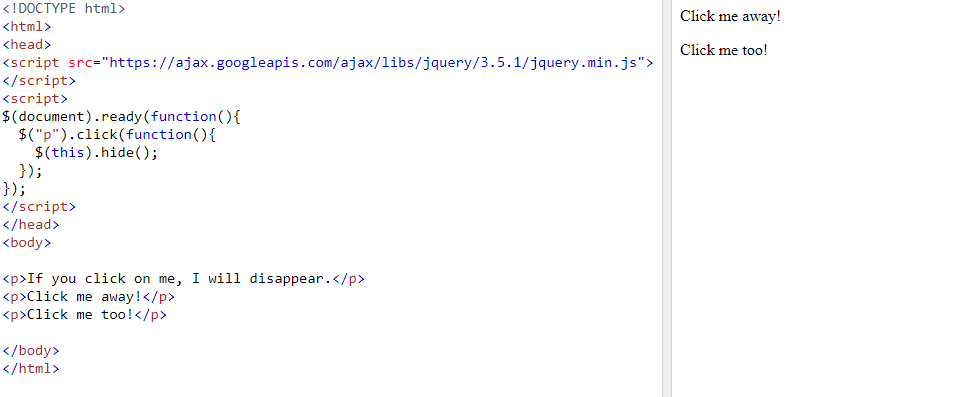 <!DOCTYPE html>
<html>
<head>
<script src="https://ajax.googleapis.com/ajax/libs/jquery/3.5.1/jquery.min.js">
</script>
<script>
$(document).ready(function(){
  $("p").click(function(){
    $(this).hide();
  });
});
</script>
</head>
<body>

<p>If you click on me, I will disappear.</p>
<p>Click me away!</p>
<p>Click me too!</p>

</body>
</html>

Click me away!
Click me too!